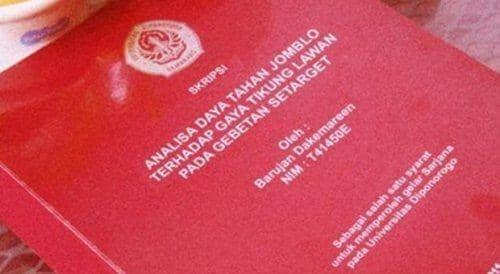 SKRIPSI
ANALISA DAYA TAHAN JOMBLO
TERHADAP GAYA TIKUNG LAWAN
PADA GEBETAN SETARGET
Oleh :
Barujan Dakemareen
NIM : T41450E
Sebagai salah satu syarat
untuk memperoleh gelar Sarjana
pada Universitas Diponorogo